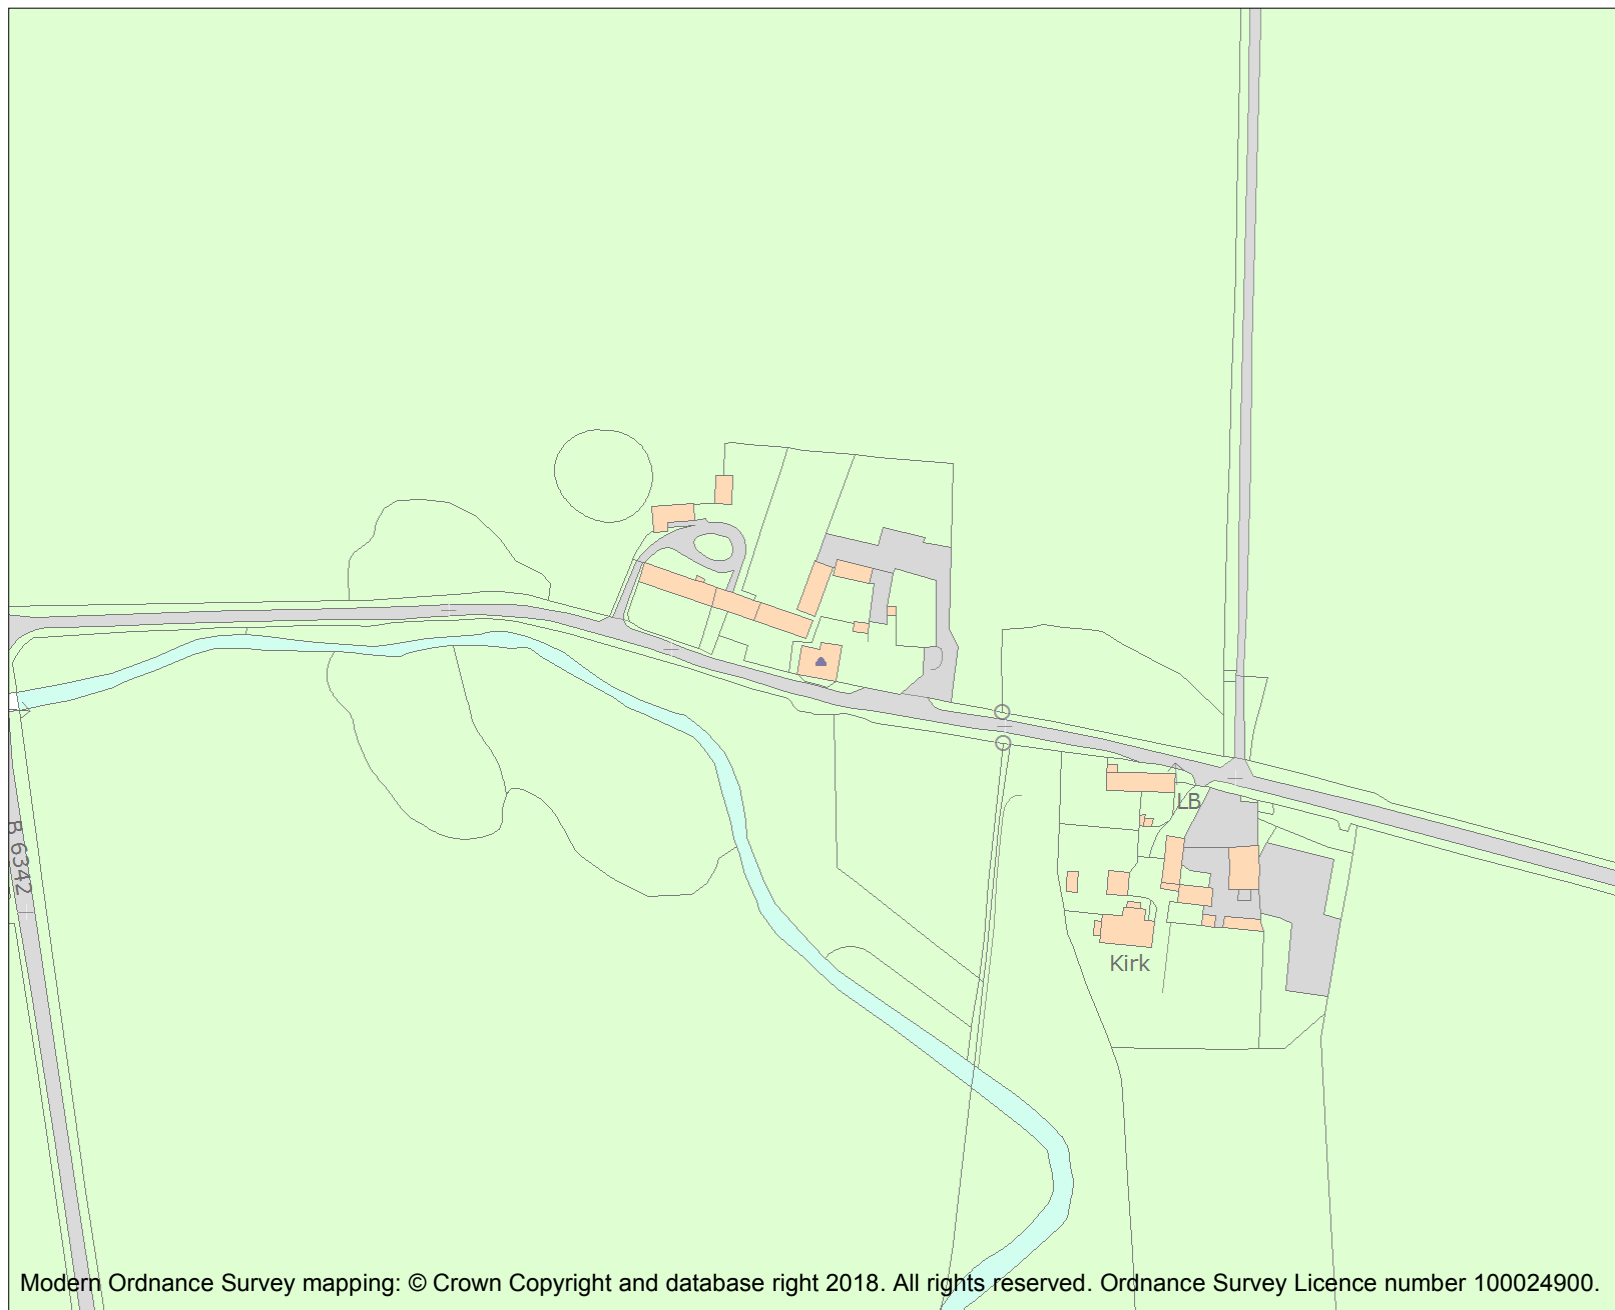 LB
B 6342
Kirk
Modern Ordnance Survey mapping: © Crown Copyright and database right 2018. All rights reserved. Ordnance Survey Licence number 100024900.